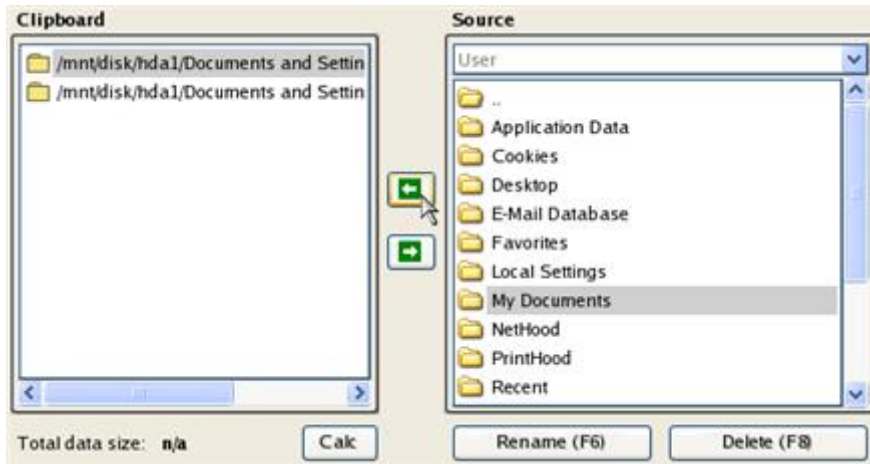 Clipboard
/mnt/disk/hda1/Documents and Settin
/mnt/disk/hda1/Documents and Settin
Total data size: n/a
Calc
Source
User
..
Application Data
Cookies
Desktop
E-Mail Database
Favorites
Local Settings
My Documents
NetHood
PrintHood
Recent
Rename (F6)
Delete (F8)